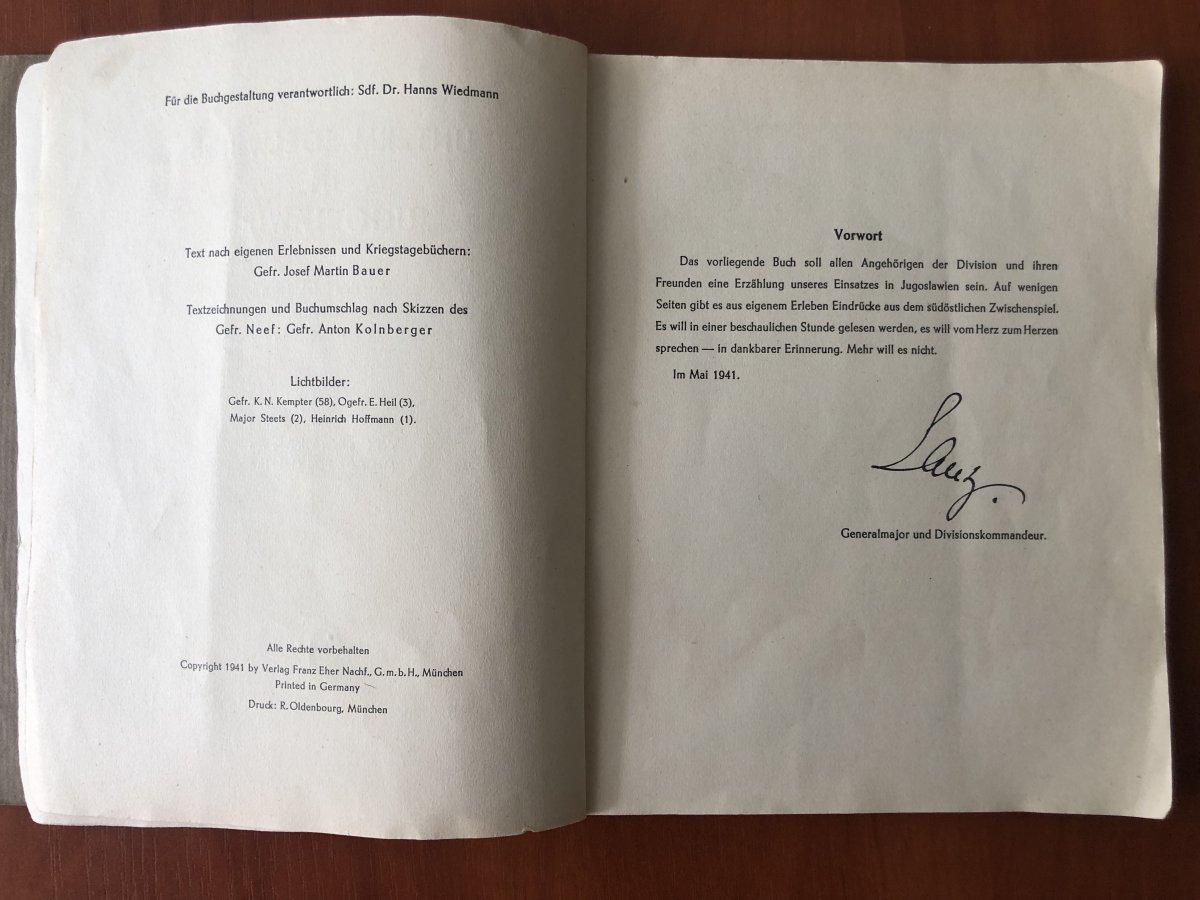 Für die Buchgestaltung verantwortlich: Sdf. Dr. Hanns Wiedmann
Text nach eigenen Erlebnissen und Kriegstagebüchern:
Gefr. Josef Martin Bauer
Textzeichnungen und Buchumschlag nach Skizzen des
Gefr. Neef: Gefr. Anton Kolnberger
Lichtbilder:
Gefr. K. N. Kempter (58), Ogefr. E. Heil (3),
Major Steets (2), Heinrich Hoffmann (1).
Alle Rechte vorbehalten
Copyright 1941 by Verlag Franz Eher Nachf., G. m. b. H., München
Printed in Germany
Druck: R. Oldenbourg, München
Vorwort
Das vorliegende Buch soll allen Angehörigen der Division und ihren
Freunden eine Erzählung unseres Einsatzes in Jugoslawien sein. Auf wenigen
Seiten gibt es aus eigenem Erleben Eindrücke aus dem südöstlichen Zwischenspiel.
Es will in einer beschaulichen Stunde gelesen werden, es will vom Herz zum Herzen
sprechen — in dankbarer Erinnerung. Mehr will es nicht.
Im Mai 1941.
Lanz.
Generalmajor und Divisionskommandeur.